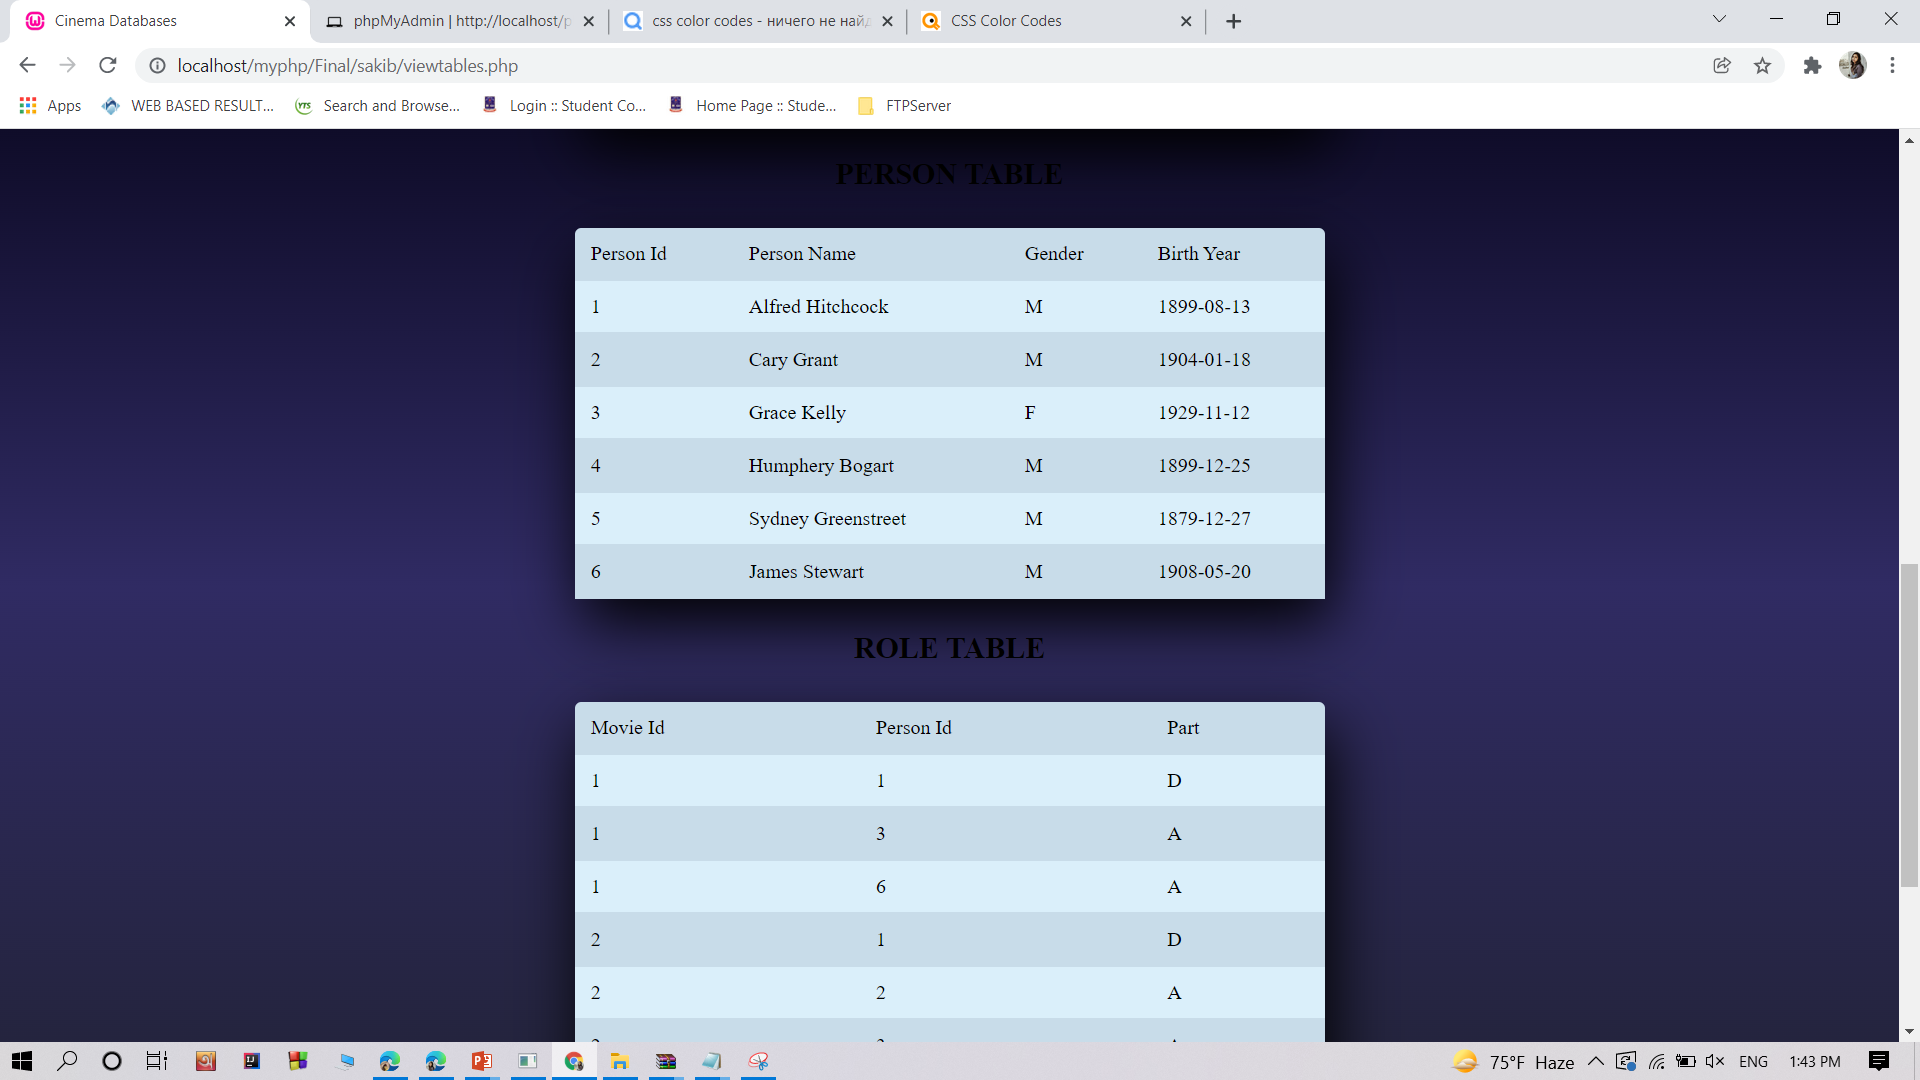 Cinema Databases
phpMyAdmin | http://localhost/p
css color codes - ничего не най
CSS Color Codes
localhost/myphp/Final/sakib/viewtables.php
Apps
WEB BASED RESULT...
Search and Browse...
Login :: Student Co...
Home Page :: Stude...
FTPServer
PERSON TABLE
Person Id Person Name Gender Birth Year
1 Alfred Hitchcock M 1899-08-13
2 Cary Grant M 1904-01-18
3 Grace Kelly F 1929-11-12
4 Humphery Bogart M 1899-12-25
5 Sydney Greenstreet M 1879-12-27
6 James Stewart M 1908-05-20
ROLE TABLE
Movie Id Person Id Part
1 1 D
1 3 A
1 6 A
2 1 D
2 2 A
75°F Haze
ENG
1:43 PM